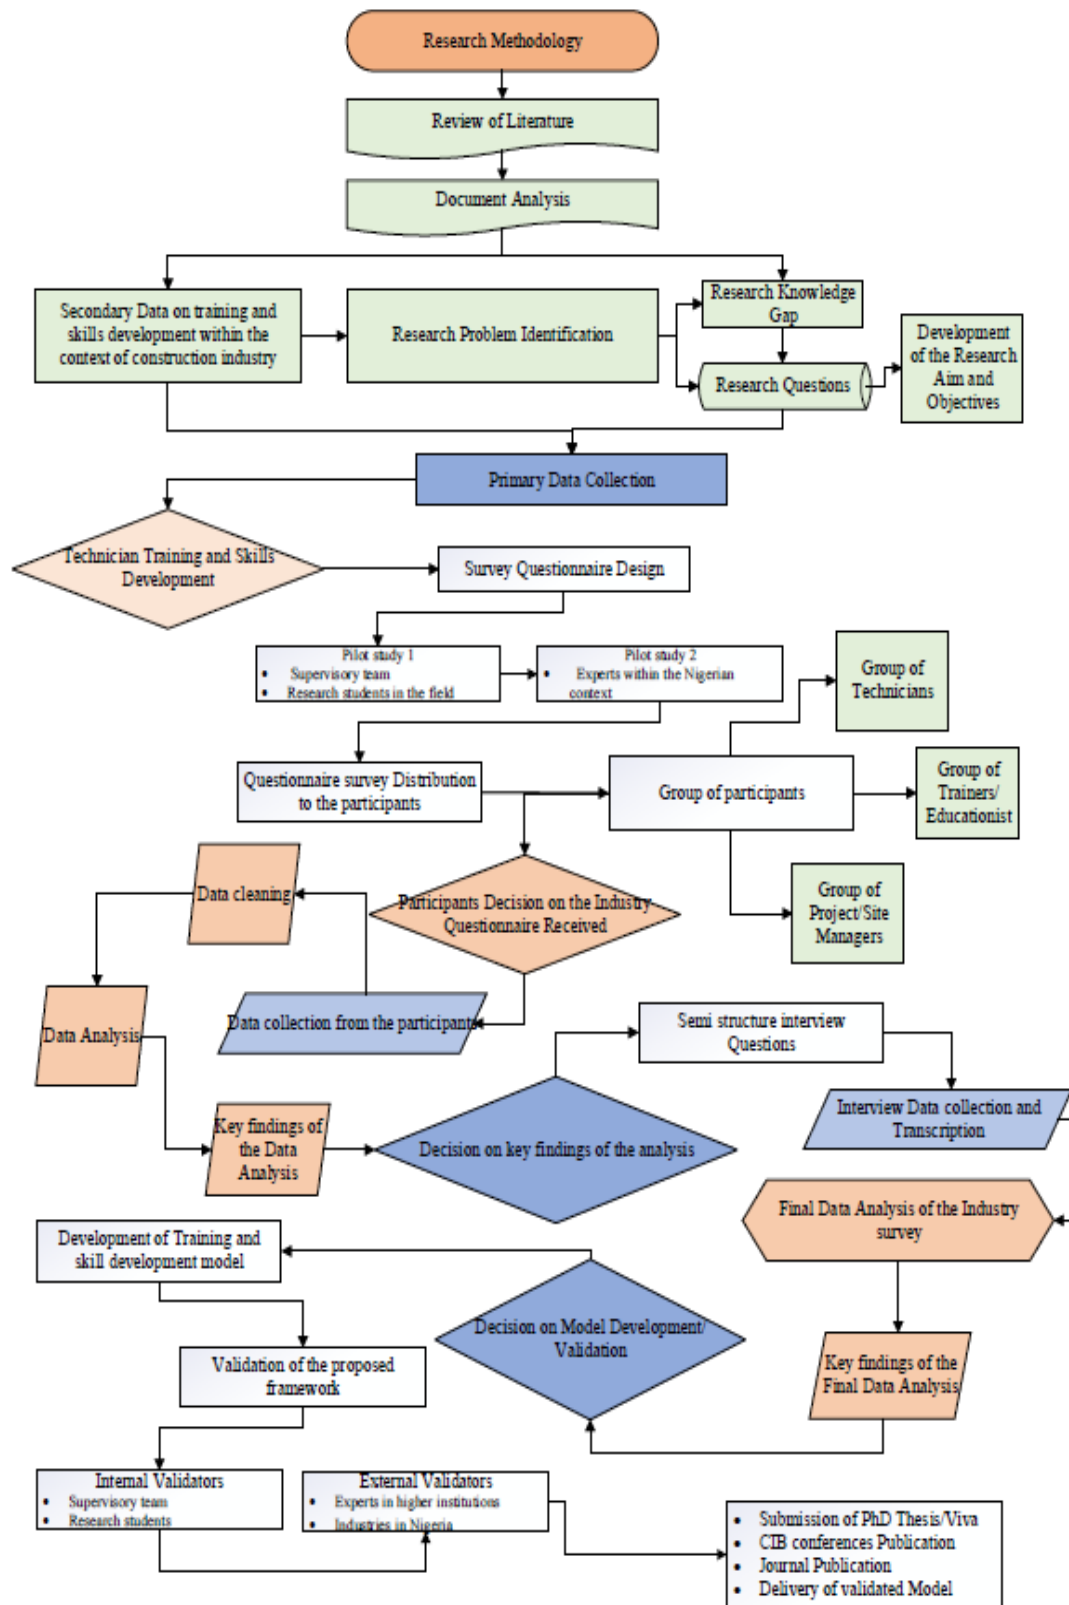 Research Methodology
Review of Literature
Document Analysis
Secondary Data on training and
skills development within the
context of construction industry
Research Problem Identification
Research Knowledge
Gap
Research Questions
Development
of the Research
Aim and
Objectives
Primary Data Collection
Technician Training and Skills
Development
Survey Questionnaire Design
Pilot study 1
• Supervisory team
• Research students in the field
Pilot study 2
• Experts within the Nigerian
context
Group of
Technicians
Questionnaire survey Distribution
to the participants
Group of participants
Group of
Trainers/
Educationist
Group of
Project/Site
Managers
Participants Decision on the Industry
Questionnaire Received
Data cleaning
Data collection from the participants
Data Analysis
Key findings of
the Data
Analysis
Decision on key findings of the analysis
Semi structure interview
Questions
Interview Data collection and
Transcription
Final Data Analysis of the Industry
survey
Key findings of the
Final Data Analysis
Decision on Model Development/
Validation
Development of Training and
skill development model
Validation of the proposed
framework
Internal Validators
• Supervisory team
• Research students
External Validators
• Experts in higher institutions
• Industries in Nigeria
• Submission of PhD Thesis/Viva
• CIB conferences Publication
• Journal Publication
• Delivery of validated Model